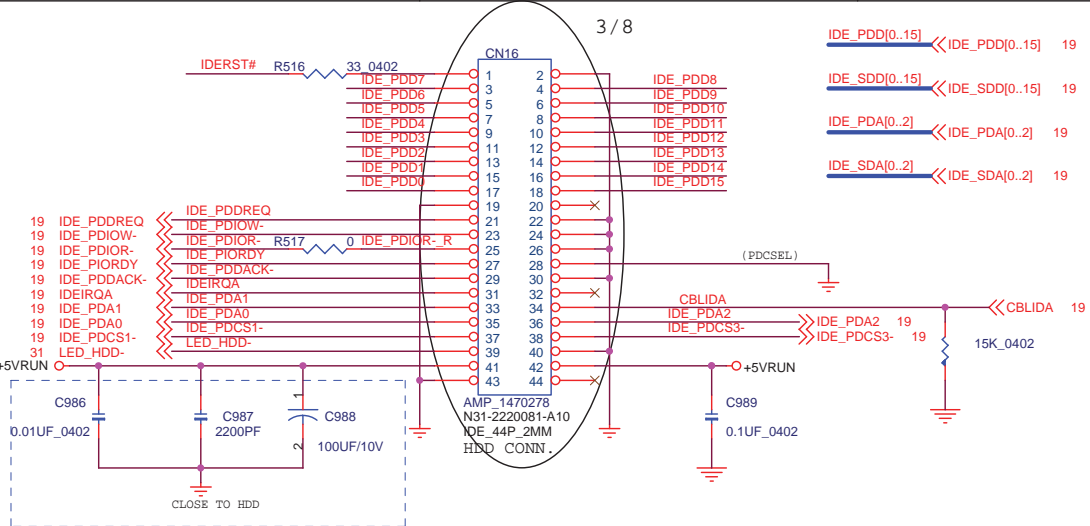 3/8
CN16
IDERST# R516 33_0402
1 2
IDE_PDD7 3 4 IDE_PDD8
IDE_PDD6 5 6 IDE_PDD9
IDE_PDD5 7 8 IDE_PDD10
IDE_PDD4 9 10 IDE_PDD11
IDE_PDD3 11 12 IDE_PDD12
IDE_PDD2 13 14 IDE_PDD13
IDE_PDD1 15 16 IDE_PDD14
IDE_PDD0 17 18 IDE_PDD15
19 20
19 IDE_PDDREQ IDE_PDDREQ 21 22
19 IDE_PDIOW- IDE_PDIOW- 23 24
19 IDE_PDIOR- IDE_PDIOR- R517 0 IDE_PDIOR-_R 25 26
19 IDE_PIORDY IDE_PIORDY 27 28 (PDCSEL)
19 IDE_PDDACK- IDE_PDDACK- 29 30
19 IDEIRQA IDEIRQA 31 32
19 IDE_PDA1 IDE_PDA1 33 34 CBLIDA CBLIDA 19
19 IDE_PDA0 IDE_PDA0 35 36 IDE_PDA2 IDE_PDA2 19
19 IDE_PDCS1- IDE_PDCS1- 37 38 IDE_PDCS3- IDE_PDCS3- 19
31 LED_HDD- LED_HDD- 39 40
+5VRUN 41 42 +5VRUN
43 44
15K_0402
IDE_PDD[0..15] IDE_PDD[0..15] 19
IDE_SDD[0..15] IDE_SDD[0..15] 19
IDE_PDA[0..2] IDE_PDA[0..2] 19
IDE_SDA[0..2] IDE_SDA[0..2] 19
AMP_1470278
N31-2220081-A10
IDE_44P_2MM
HDD CONN.
C986
0.01UF_0402
C987
2200PF
1
C988
2
100UF/10V
C989
0.1UF_0402
CLOSE TO HDD